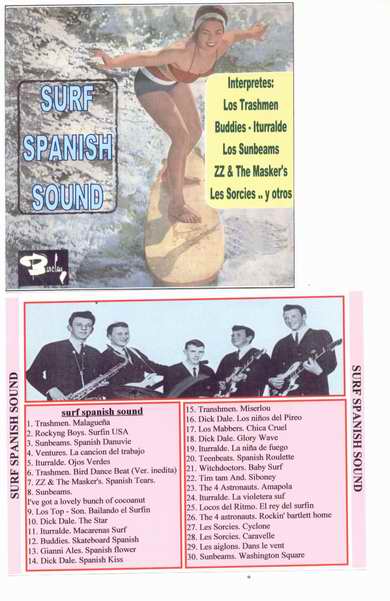 SURF
SPANISH
SOUND
Interpretes:
Los Trashmen
Buddies - Iturralde
Los Sunbeams
ZZ & The Masker's
Les Sorcies .. y otros
Barclay
SURF SPANISH SOUND
surf spanish sound
1. Trashmen. Malagueña
2. Rockyng Boys. Surfin USA
3. Sunbeams. Spanish Danuvie
4. Ventures. La cancion del trabajo
5. Iturralde. Ojos Verdes
6. Trashmen. Bird Dance Beat (Ver. inedita)
7. ZZ & The Masker's. Spanish Tears.
8. Sunbeams.
I've got a lovely bunch of cocoanut
9. Los Top - Son. Bailando el Surfin
10. Dick Dale. The Star
11. Iturralde. Macarenas Surf
12. Buddies. Skateboard Spanish
13. Gianni Ales. Spanish flower
14. Dick Dale. Spanish Kiss
15. Transhmen. Miserlou
16. Dick Dale. Los niños del Pireo
17. Los Mabbers. Chica Cruel
18. Dick Dale. Glory Wave
19. Iturralde. La niña de fuego
20. Teenbeats. Spanish Roulette
21. Witchdoctors. Baby Surf
22. Tim tam And. Siboney
23. The 4 Astronauts. Amapola
24. Iturralde. La violetera suf
25. Locos del Ritmo. El rey del surfin
26. The 4 astronauts. Rockin' bartlett home
27. Les Sorcies. Cyclone
28. Les Sorcies. Caravelle
29. Les aiglons. Dans le vent
30. Sunbeams. Washington Square
SURF SPANISH SOUND